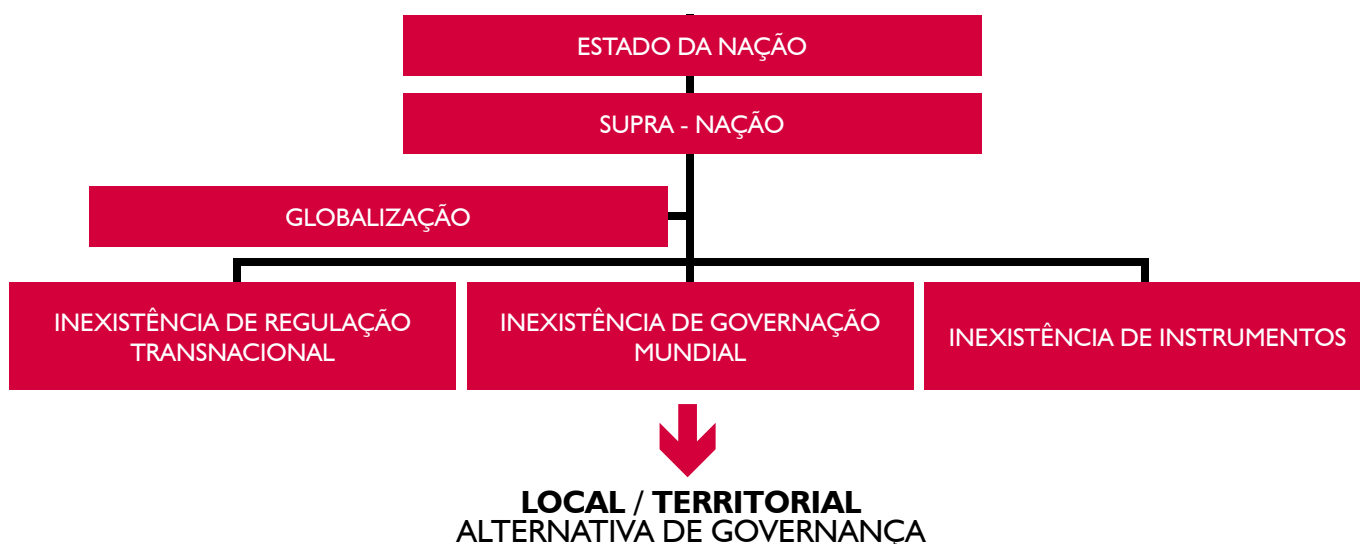 ESTADO DA NAÇÃO
SUPRA - NAÇÃO
GLOBALIZAÇÃO
INEXISTÊNCIA DE REGULAÇÃO
TRANSNACIONAL
INEXISTÊNCIA DE GOVERNAÇÃO
MUNDIAL
INEXISTÊNCIA DE INSTRUMENTOS
LOCAL / TERRITORIAL
ALTERNATIVA DE GOVERNANÇA